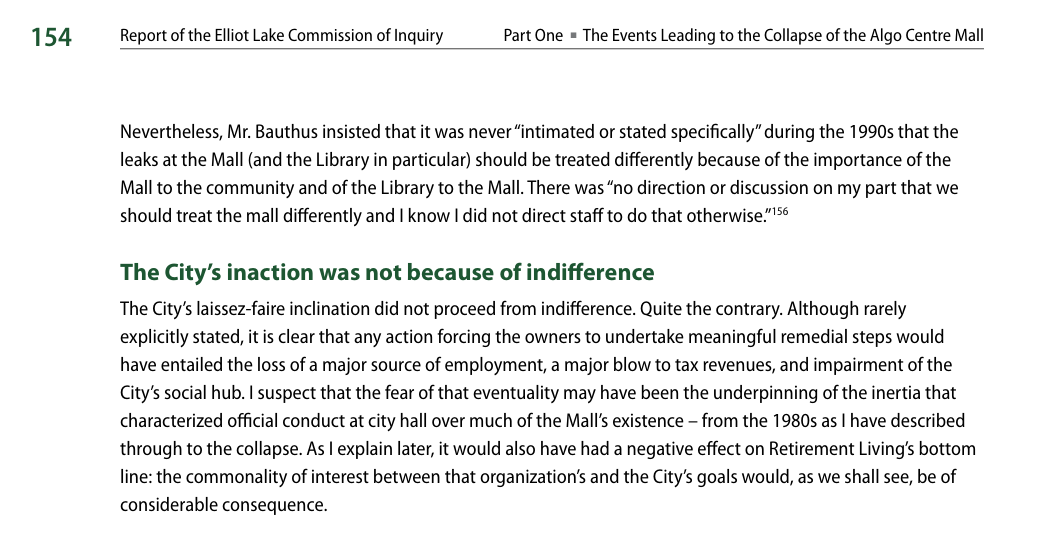 154
Report of the Elliot Lake Commission of Inquiry
Part One ▪ The Events Leading to the Collapse of the Algo Centre Mall
Nevertheless, Mr. Bauthus insisted that it was never “intimated or stated specifically” during the 1990s that the
leaks at the Mall (and the Library in particular) should be treated differently because of the importance of the
Mall to the community and of the Library to the Mall. There was “no direction or discussion on my part that we
should treat the mall differently and I know I did not direct staff to do that otherwise.”156
The City’s inaction was not because of indifference
The City’s laissez-faire inclination did not proceed from indifference. Quite the contrary. Although rarely
explicitly stated, it is clear that any action forcing the owners to undertake meaningful remedial steps would
have entailed the loss of a major source of employment, a major blow to tax revenues, and impairment of the
City’s social hub. I suspect that the fear of that eventuality may have been the underpinning of the inertia that
characterized official conduct at city hall over much of the Mall’s existence – from the 1980s as I have described
through to the collapse. As I explain later, it would also have had a negative effect on Retirement Living’s bottom
line: the commonality of interest between that organization’s and the City’s goals would, as we shall see, be of
considerable consequence.